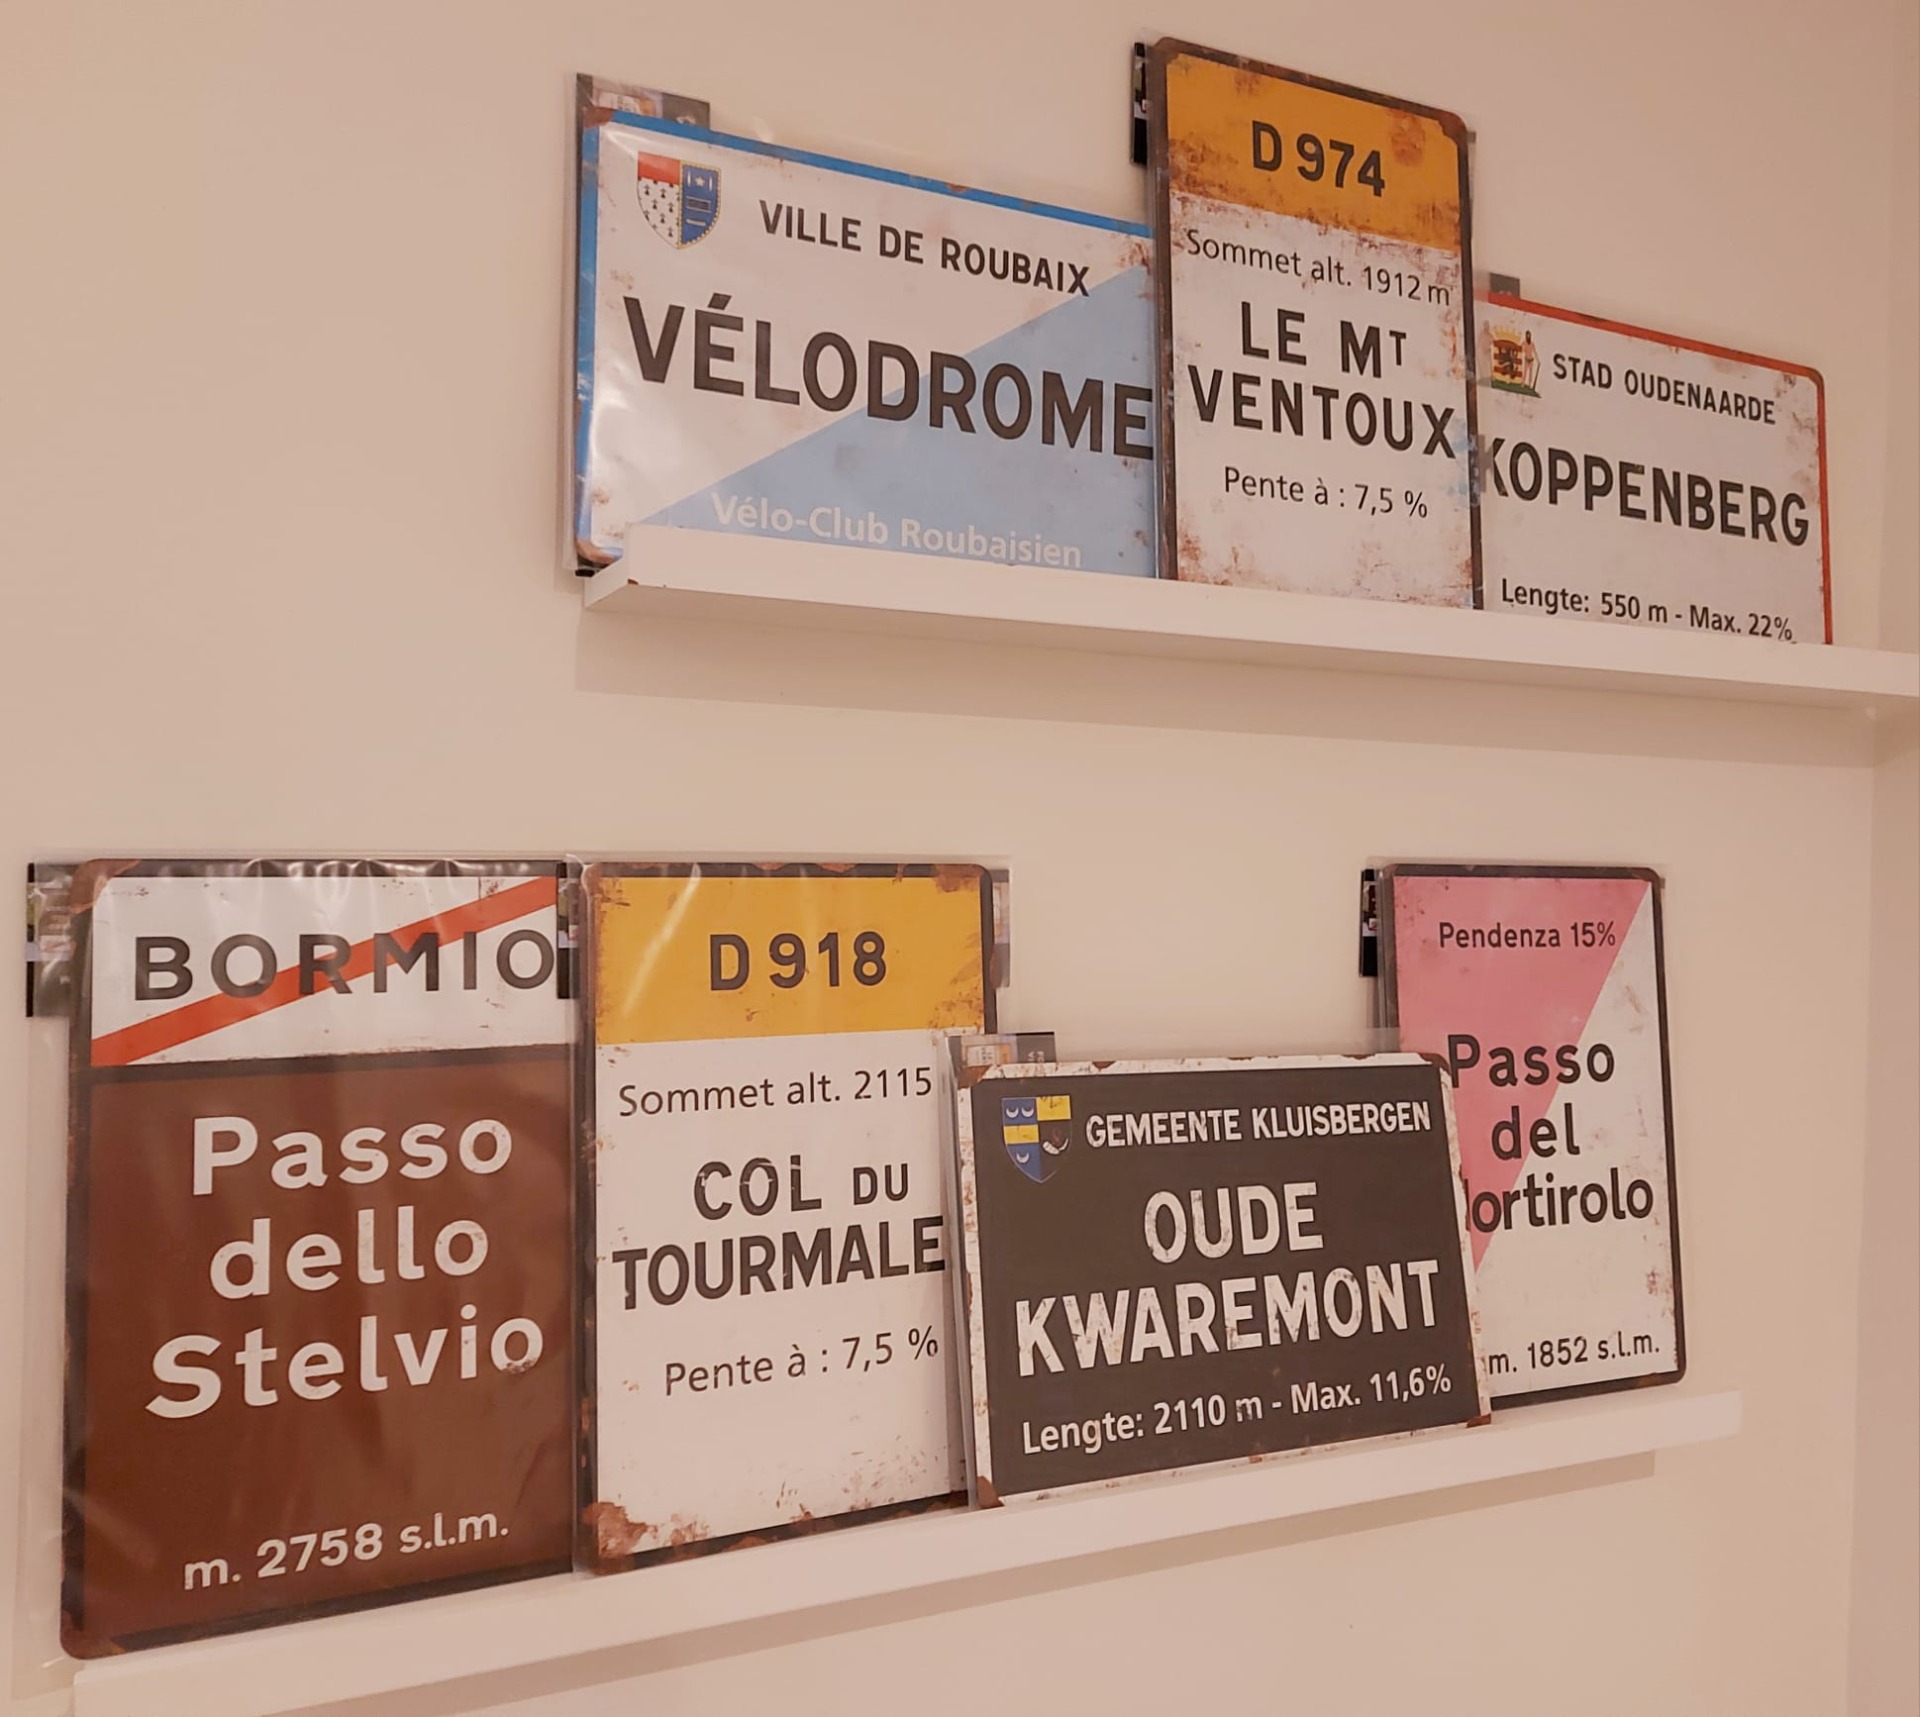 VILLE DE ROUBAIX
VÉLODROME
Vélo-Club Roubaisien
D 974
Sommet alt. 1912 m
LE MT
VENTOUX
Pente à : 7,5 %
STAD OUDENAARDE
KOPPENBERG
Lengte: 550 m - Max. 22%
BORMIO
Passo
dello
Stelvio
m. 2758 s.l.m.
D 918
Sommet alt. 2115
COL DU
TOURMALE
Pente à : 7,5 %
GEMEENTE KLUISBERGEN
OUDE
KWAREMONT
Lengte: 2110 m - Max. 11,6%
Pendenza 15%
Passo
del
ortirolo
m. 1852 s.l.m.